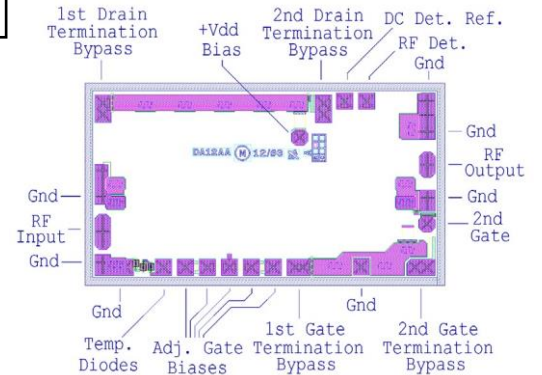 1st Drain
Termination
Bypass
+Vdd
Bias
2nd Drain
Termination
Bypass
DC Det. Ref.
RF Det.
Gnd
Gnd
RF
Output
Gnd
2nd
Gate
Gnd
RF
Input
Gnd
DA12AA M 12/93
Gnd
Temp.
Diodes
Adj. Gate
Biases
1st Gate
Termination
Bypass
Gnd
2nd Gate
Termination
Bypass